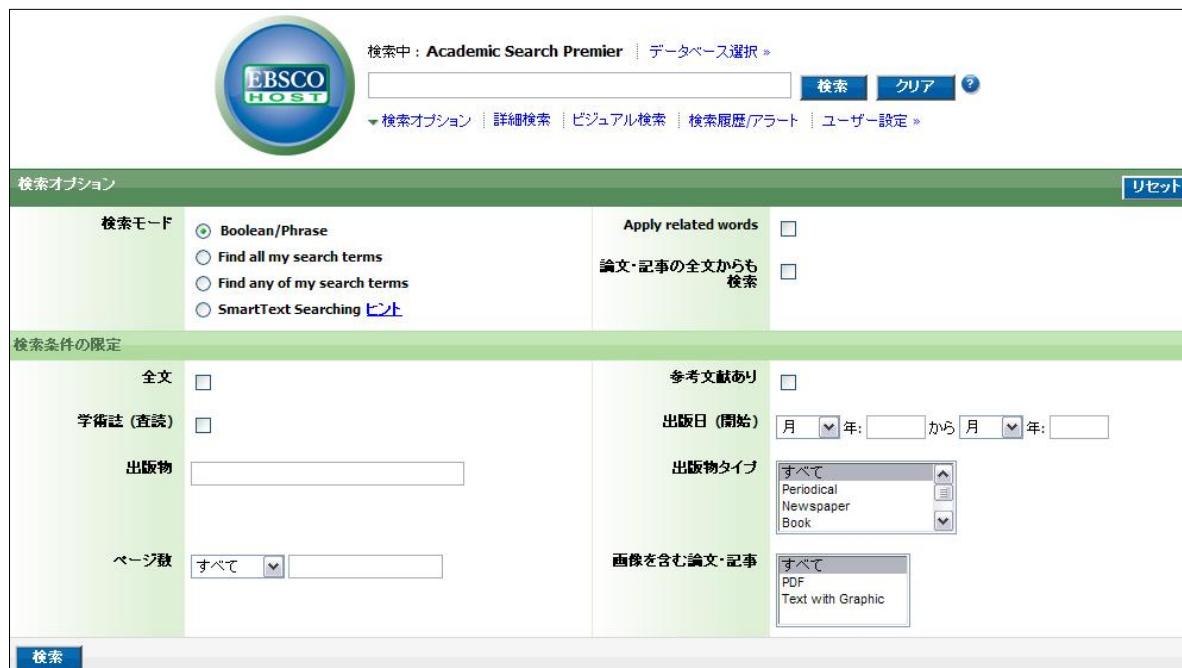 検索中 : Academic Search Premier データベース選択 »
EBSCO
HOST
検索 クリア ?
検索オプション 詳細検索 ビジュアル検索 検索履歴/アラート ユーザー設定 »
検索オプション リセット
検索モード
Boolean/Phrase
Find all my search terms
Find any of my search terms
SmartText Searching ヒント
Apply related words
論文・記事の全文からも
検索
検索条件の限定
全文
参考文献あり
学術誌 (査読)
出版日 (開始) 月 年: から 月 年:
出版物
出版物タイプ
すべて
Periodical
Newspaper
Book
ページ数 すべて
画像を含む論文・記事
すべて
PDF
Text with Graphic
検索